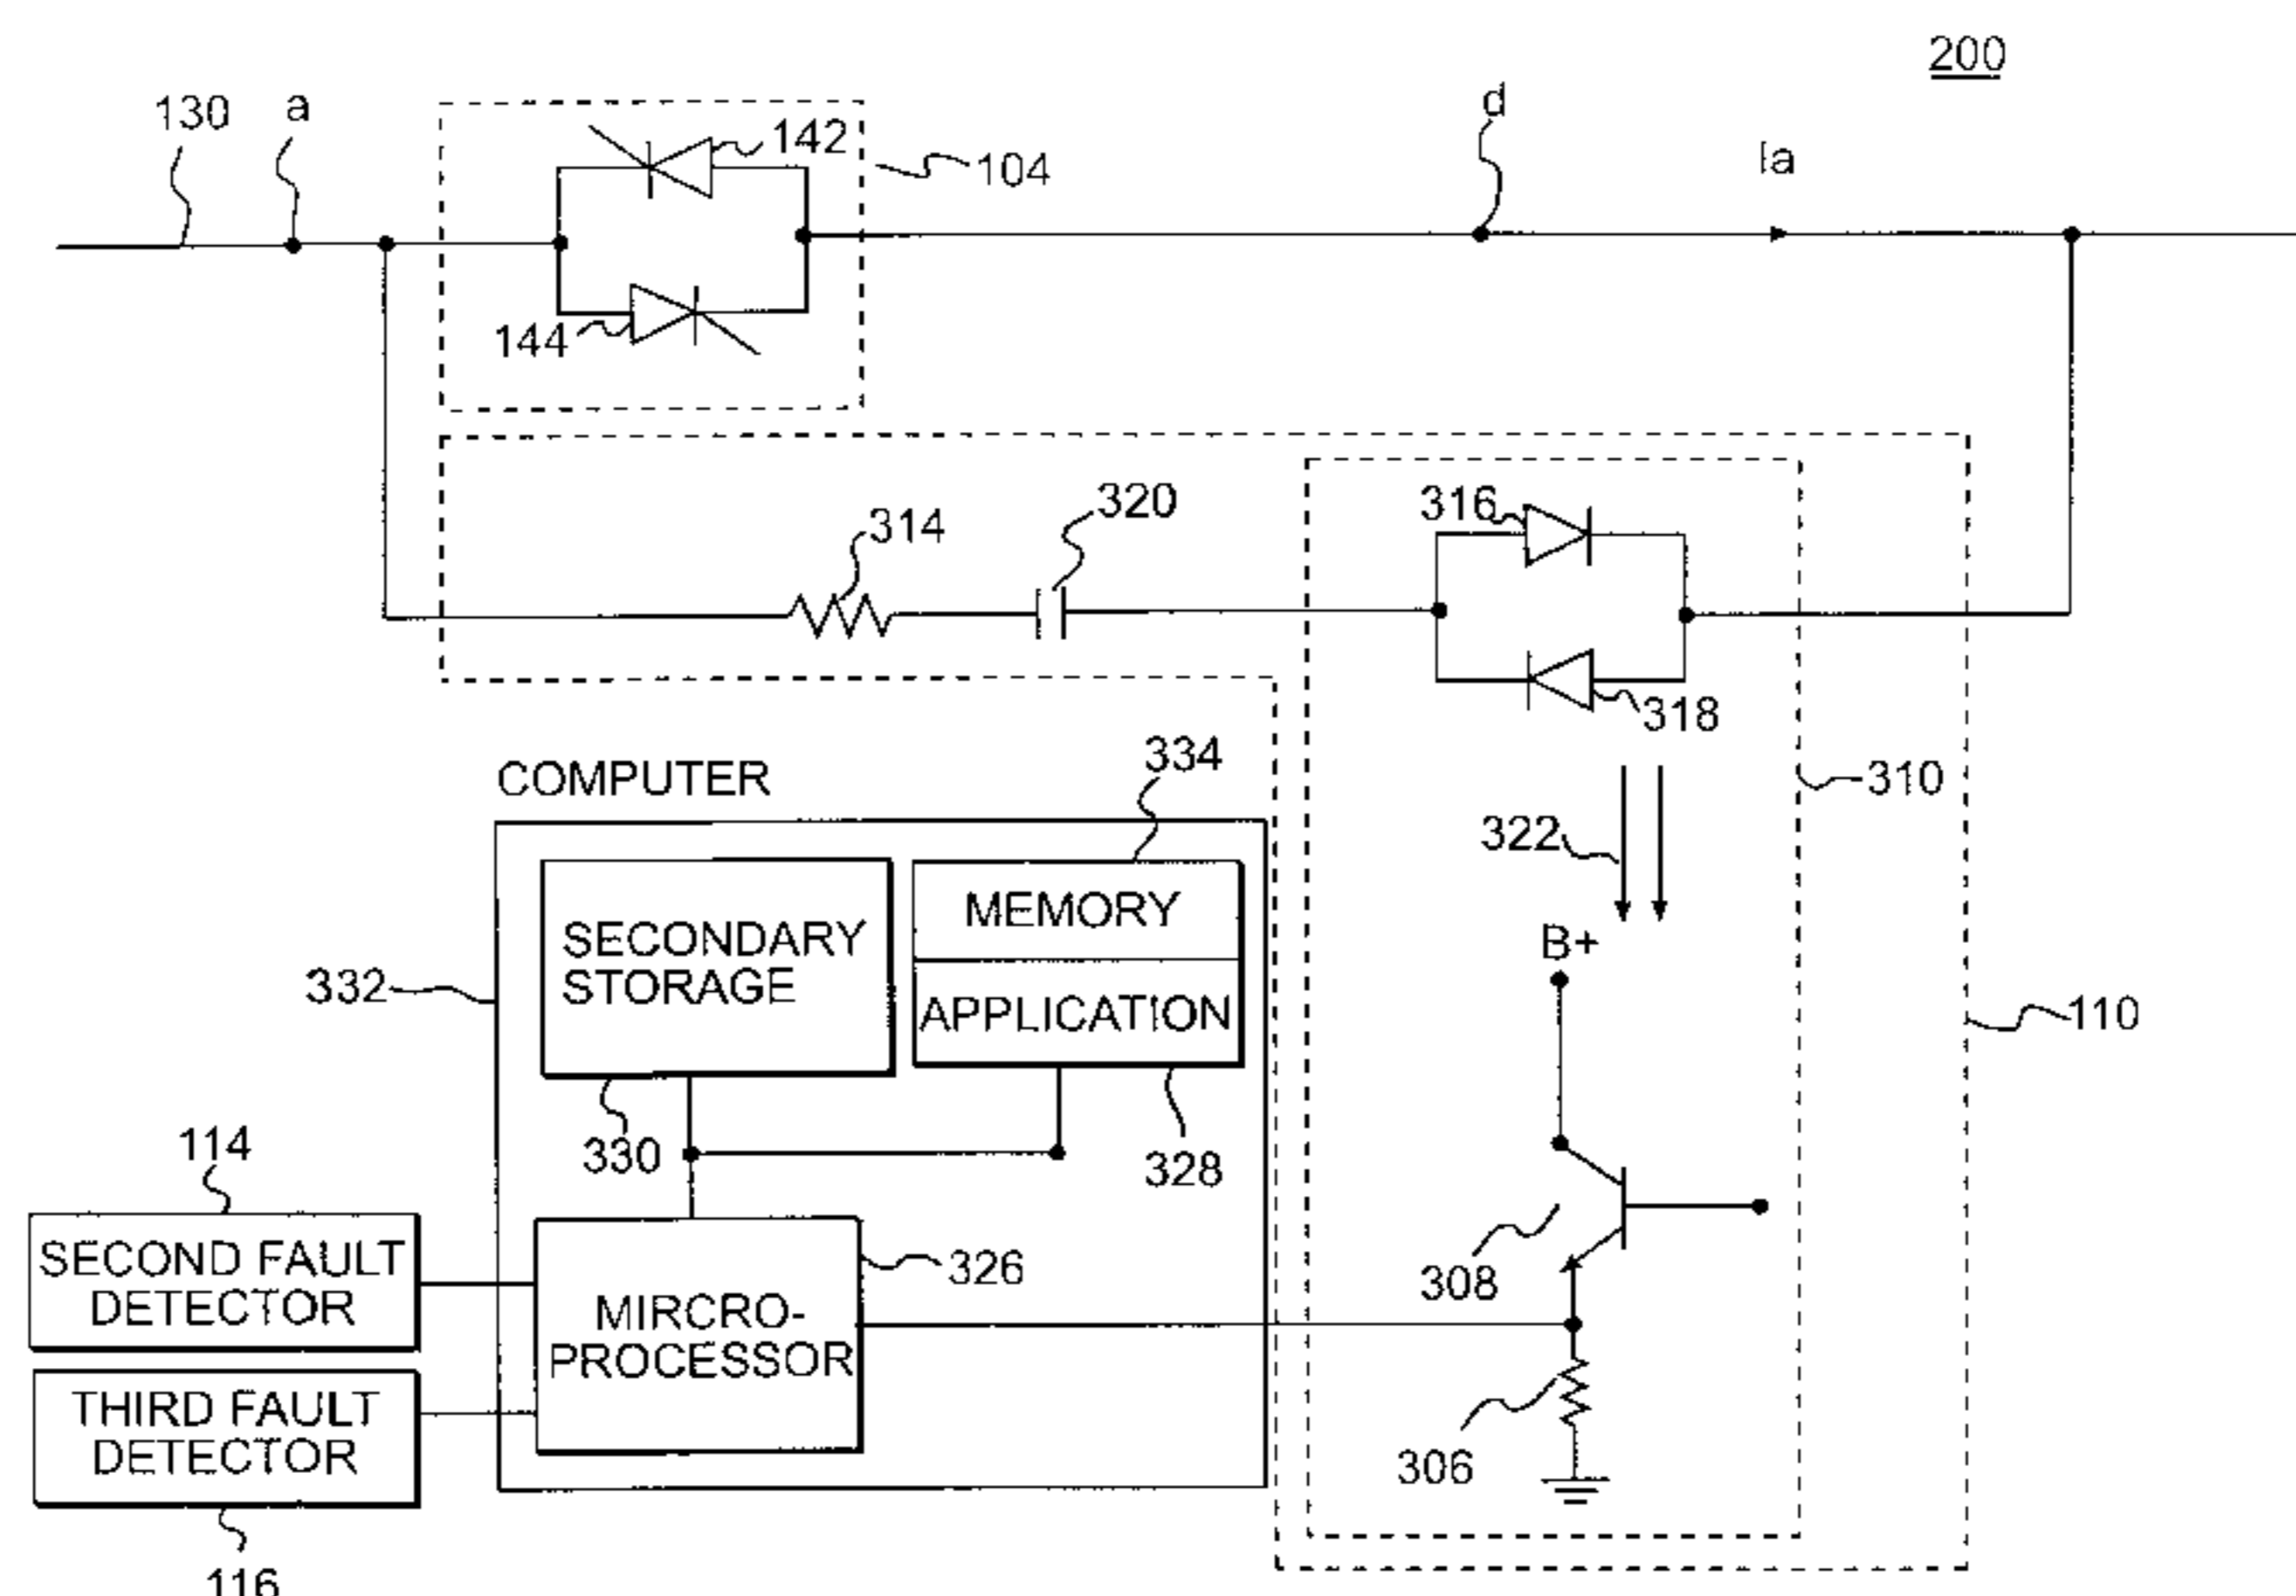 200
130
a
142
104
d
Ia
144
314
320
316
318
310
322
B+
110
COMPUTER
334
332
SECONDARY
STORAGE
MEMORY
APPLICATION
330
328
114
SECOND FAULT
DETECTOR
MIRCRO-
PROCESSOR
326
308
306
THIRD FAULT
DETECTOR
116